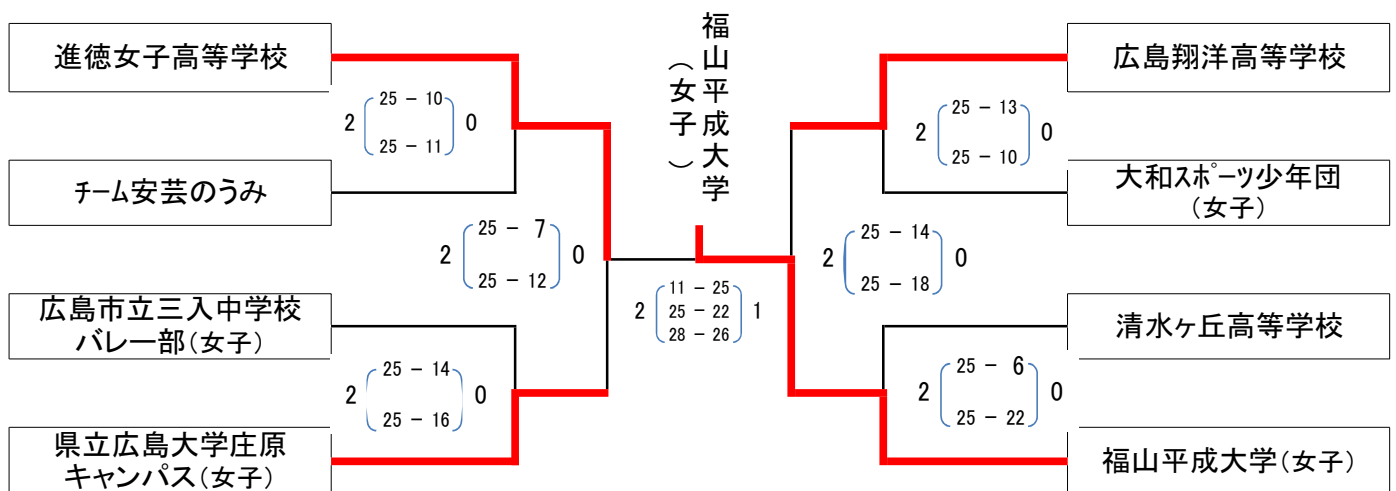 進徳女子高等学校
25 - 10
2 0
25 - 11
チーム安芸のうみ
25 - 7
2 0
25 - 12
広島市立三入中学校
バレー部(女子)
25 - 14
2 0
25 - 16
県立広島大学庄原
キャンパス(女子)
福山平成大学
(女子)
11 - 25
2 25 - 22 1
28 - 26
広島翔洋高等学校
25 - 13
2 0
25 - 10
大和スポーツ少年団
(女子)
25 - 14
2 0
25 - 18
清水ヶ丘高等学校
25 - 6
2 0
25 - 22
福山平成大学(女子)